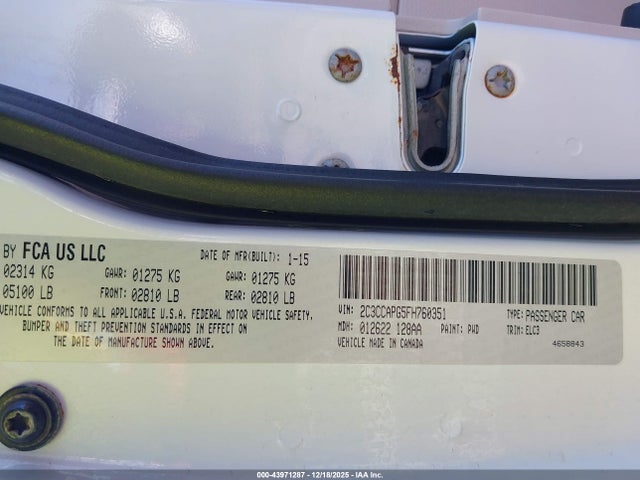 BY FCA US LLC DATE OF MFR(BUILT): 1-15
02314 KG GAWR: 01275 KG GAWR: 01275 KG
05100 LB FRONT: 02810 LB REAR: 02810 LB
VEHICLE CONFORMS TO ALL APPLICABLE U.S.A. FEDERAL MOTOR VEHICLE SAFETY,
BUMPER AND THEFT PREVENTION STANDARDS IN EFFECT ON
THE DATE OF MANUFACTURE SHOWN ABOVE.
VIN: 2C3CCAPG5FH760351 TYPE: PASSENGER CAR
MDH: 012622 128AA PAINT: PWD TRIM: ELC3
VEHICLE MADE IN CANADA 4658843
000-43971287 - 12/18/2025 - IAA Inc.